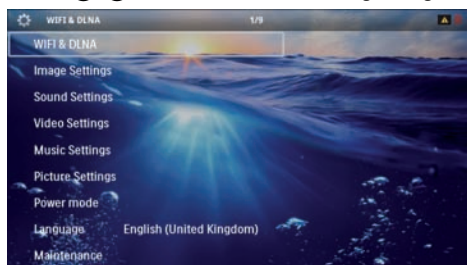 WIFI & DLNA 1/9 A
WIFI & DLNA
Image Settings
Sound Settings
Video Settings
Music Settings
Picture Settings
Power mode
Language English (United Kingdom)
Maintenance